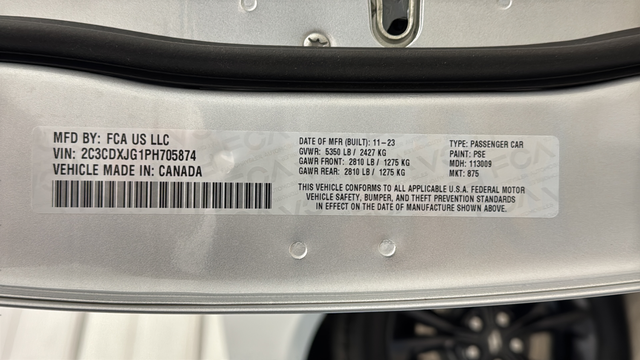 MFD BY: FCA US LLC
VIN: 2C3CDXJG1PH705874
VEHICLE MADE IN: CANADA
DATE OF MFR (BUILT): 11-23
GVWR: 5350 LB / 2427 KG
GAWR FRONT: 2810 LB / 1275 KG
GAWR REAR: 2810 LB / 1275 KG
TYPE: PASSENGER CAR
PAINT: PSE
MDH: 113009
MKT: 875
THIS VEHICLE CONFORMS TO ALL APPLICABLE U.S.A. FEDERAL MOTOR
VEHICLE SAFETY, BUMPER, AND THEFT PREVENTION STANDARDS
IN EFFECT ON THE DATE OF MANUFACTURE SHOWN ABOVE.